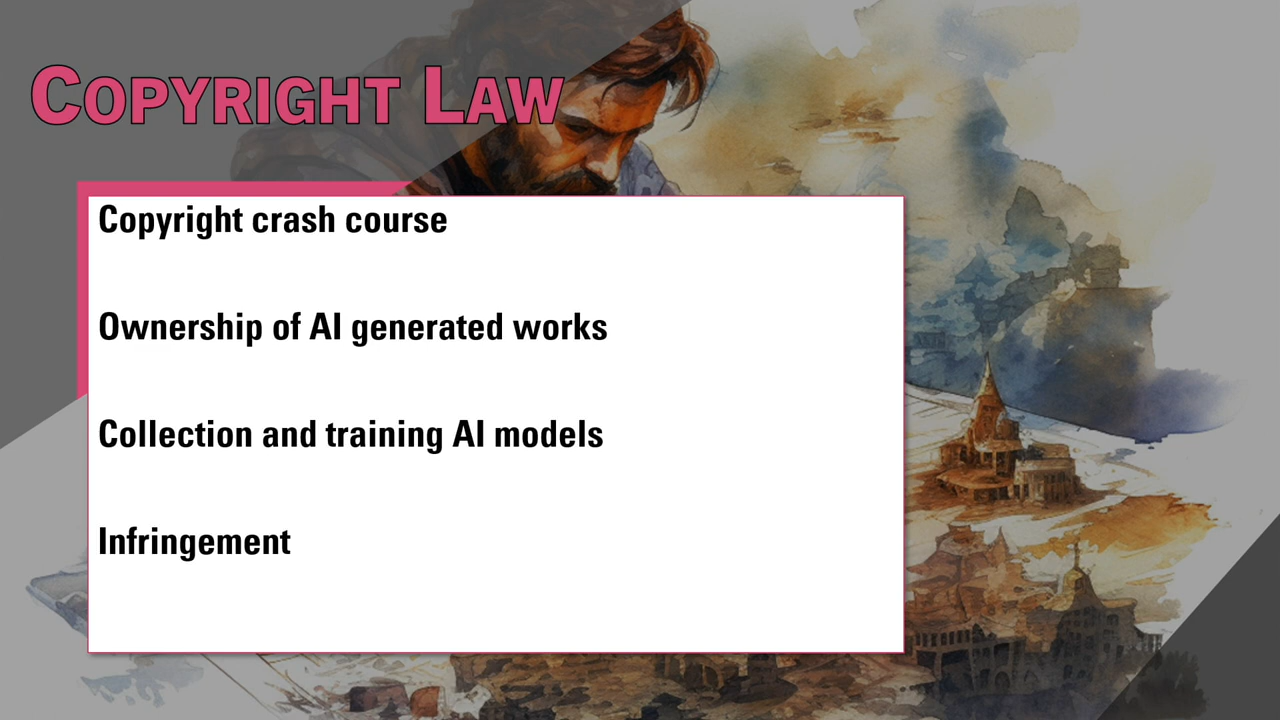 Copyright Law
Copyright crash course
Ownership of AI generated works
Collection and training AI models
Infringement